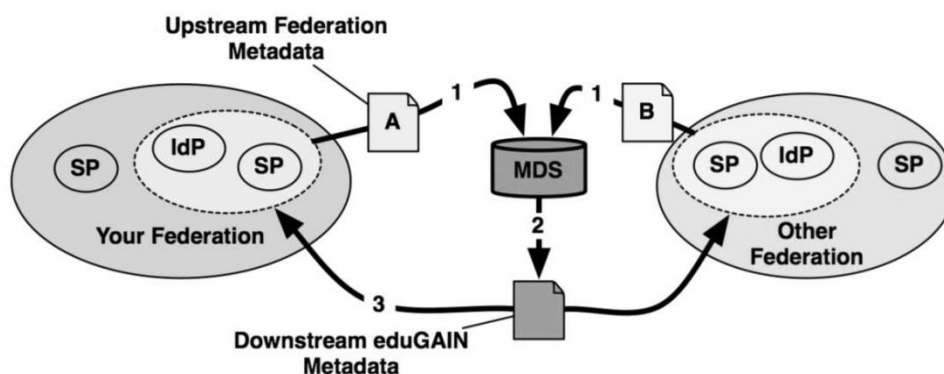 Upstream Federation
Metadata
1
1
A
B
IdP
SP
SP
MDS
SP
IdP
SP
Your Federation
2
Other
Federation
3
Downstream eduGAIN
Metadata